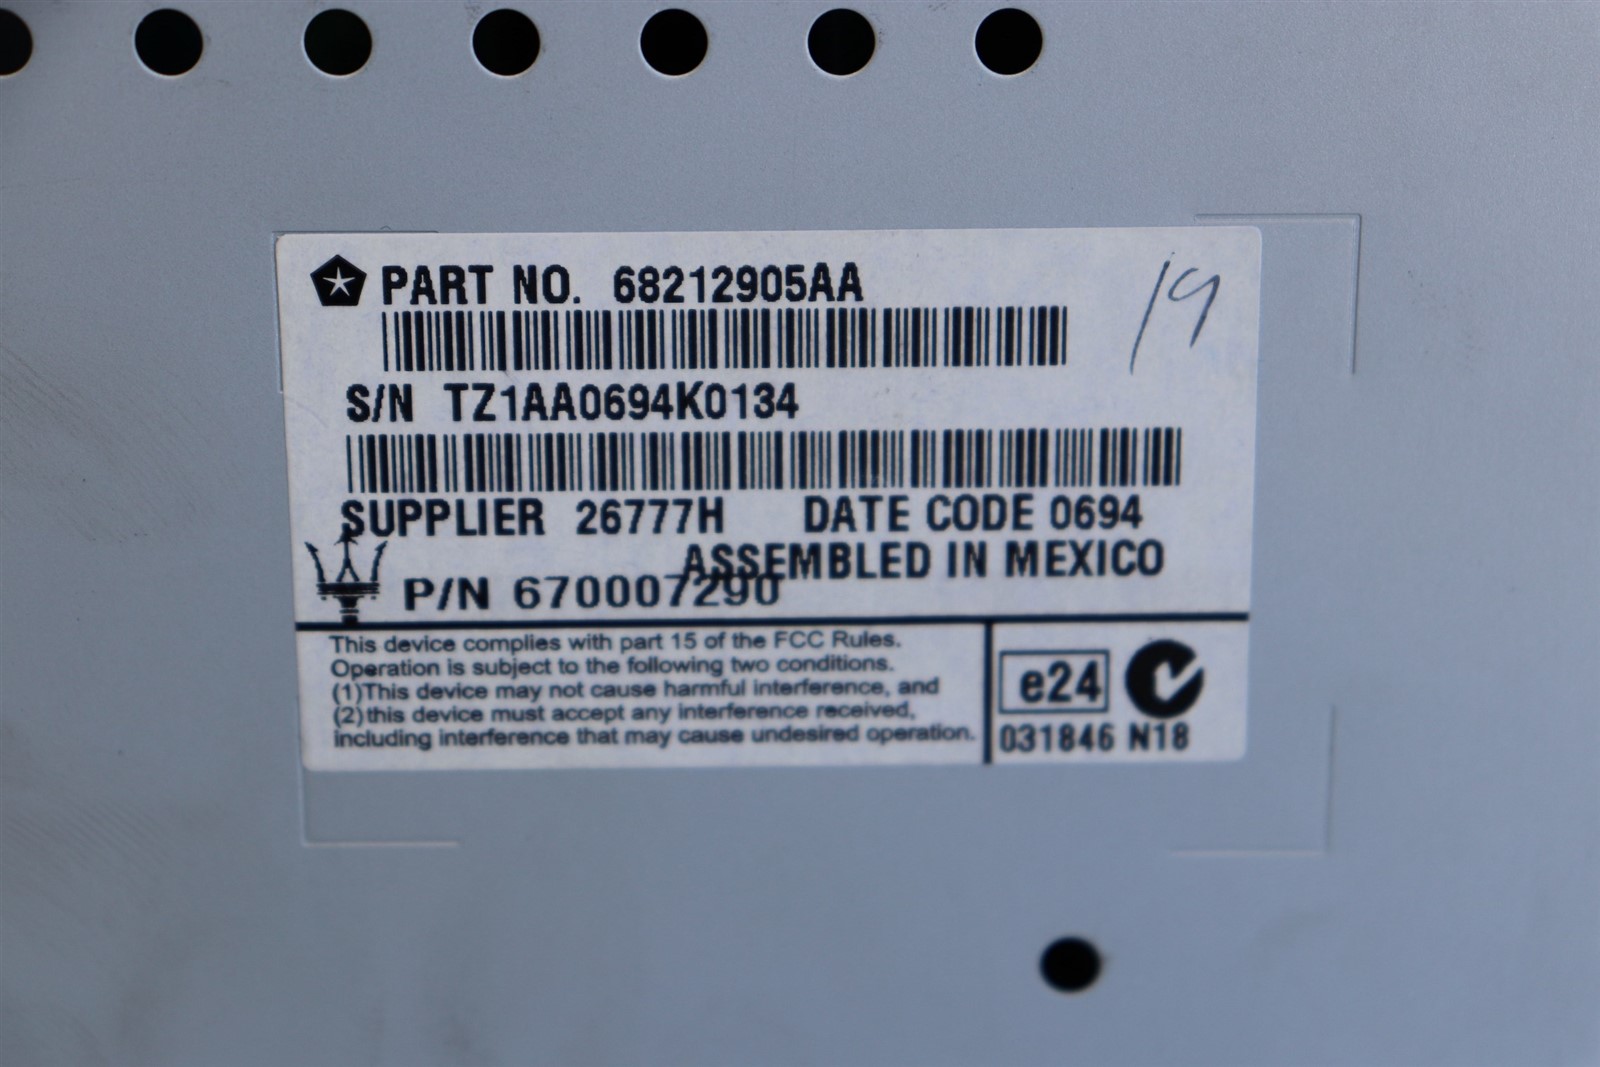 PART NO. 68212905AA
19
S/N TZ1AA0694K0134
SUPPLIER 26777H DATE CODE 0694
ASSEMBLED IN MEXICO
P/N 670007290
This device complies with part 15 of the FCC Rules.
Operation is subject to the following two conditions.
(1)This device may not cause harmful interference, and
(2)this device must accept any interference received,
including interference that may cause undesired operation.
e24
031846 N18